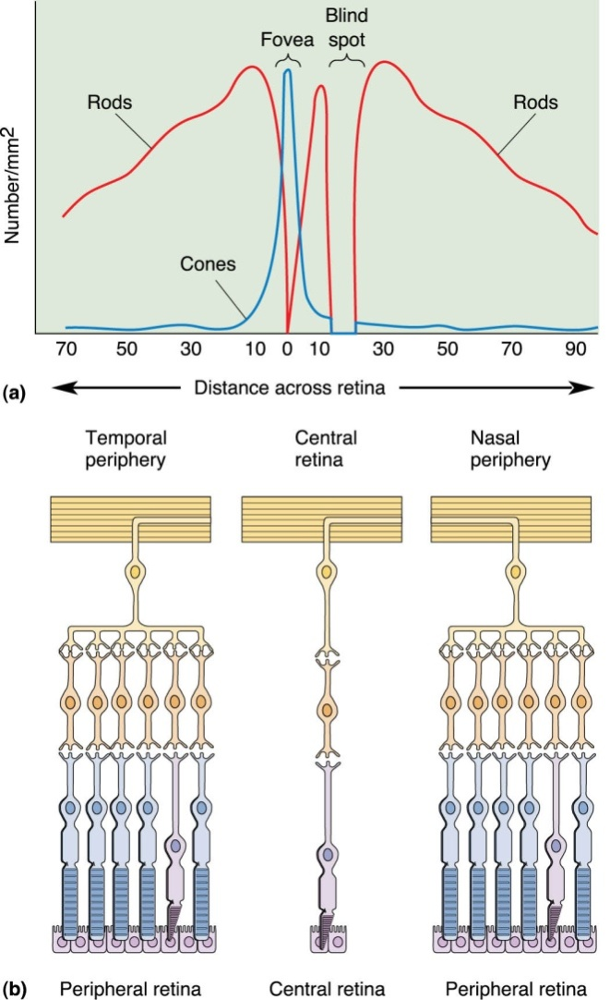 (a)
Blind
Fovea spot
Rods
Rods
Number/mm2
Cones
70 50 30 10 0 10 30 50 70 90
Distance across retina
Temporal
periphery
Central
retina
Nasal
periphery
(b)
Peripheral retina
Central retina
Peripheral retina